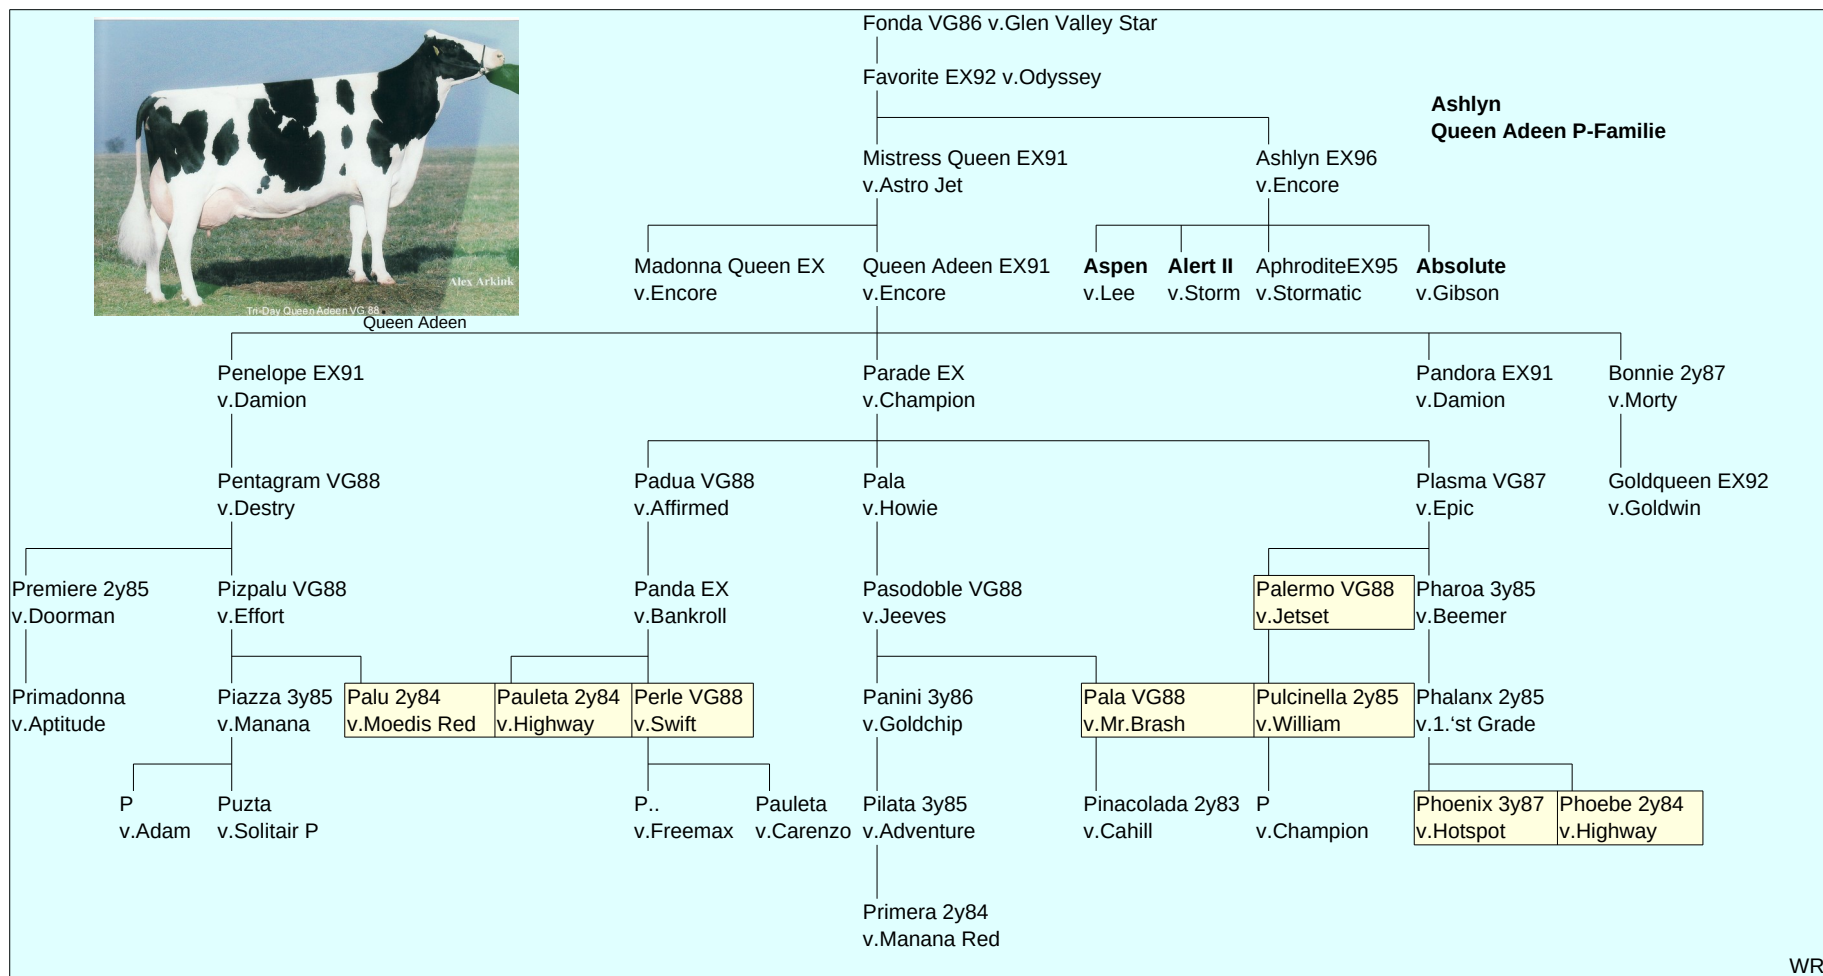 Fonda VG86 v.Glen Valley Star
Favorite EX92 v.Odyssey
Ashlyn
Queen Adeen P-Familie
Mistress Queen EX91
v.Astro Jet
Ashlyn EX96
v.Encore
Madonna Queen EX
v.Encore
Queen Adeen EX91
v.Encore
Aspen
v.Lee
Alert II
v.Storm
AphroditeEX95
v.Stormatic
Absolute
v.Gibson
Alex Arkink
Tri-Day Queen Adeen VG 88
Queen Adeen
Penelope EX91
v.Damion
Parade EX
v.Champion
Pandora EX91
v.Damion
Bonnie 2y87
v.Morty
Pentagram VG88
v.Destry
Padua VG88
v.Affirmed
Pala
v.Howie
Plasma VG87
v.Epic
Goldqueen EX92
v.Goldwin
Premiere 2y85
v.Doorman
Pizpalu VG88
v.Effort
Panda EX
v.Bankroll
Pasodoble VG88
v.Jeeves
Palermo VG88
v.Jetset
Pharoa 3y85
v.Beemer
Primadonna
v.Aptitude
Piazza 3y85
v.Manana
Palu 2y84
v.Moedis Red
Pauleta 2y84
v.Highway
Perle VG88
v.Swift
Panini 3y86
v.Goldchip
Pala VG88
v.Mr.Brash
Pulcinella 2y85
v.William
Phalanx 2y85
v.1.‘st Grade
P
v.Adam
Puzta
v.Solitair P
P..
v.Freemax
Pauleta
v.Carenzo
Pilata 3y85
v.Adventure
Pinacolada 2y83
v.Cahill
P
v.Champion
Phoenix 3y87
v.Hotspot
Phoebe 2y84
v.Highway
Primera 2y84
v.Manana Red
WR